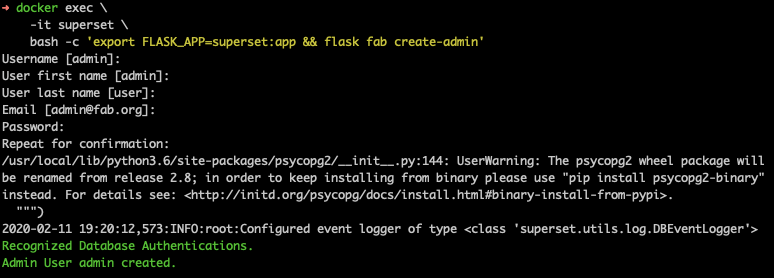 ➜ docker exec \
    -it superset \
    bash -c 'export FLASK_APP=superset:app && flask fab create-admin'
Username [admin]:
User first name [admin]:
User last name [user]:
Email [admin@fab.org]:
Password:
Repeat for confirmation:
/usr/local/lib/python3.6/site-packages/psycopg2/__init__.py:144: UserWarning: The psycopg2 wheel package will
be renamed from release 2.8; in order to keep installing from binary please use "pip install psycopg2-binary"
instead. For details see: <http://initd.org/psycopg/docs/install.html#binary-install-from-pypi>.
  """)
2020-02-11 19:20:12,573:INFO:root:Configured event logger of type <class 'superset.utils.log.DBEventLogger'>
Recognized Database Authentications.
Admin User admin created.